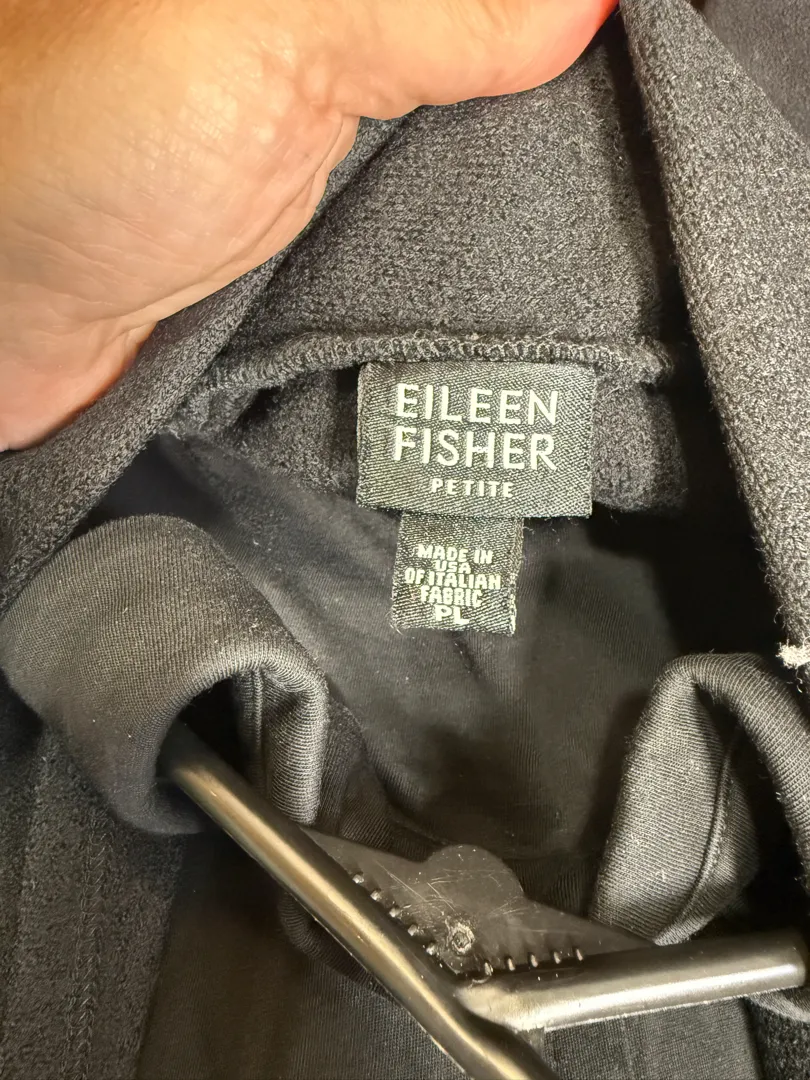 EILEEN
FISHER
PETITE
MADE IN
USA
OF ITALIAN
FABRIC
PL